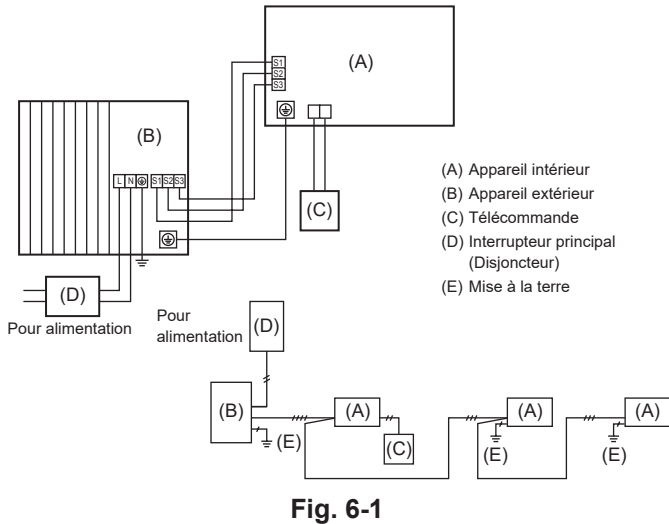 (A)
S1
S2
S3
(B)
L N S1 S2 S3
(C)
(D)
Pour alimentation
(A) Appareil intérieur
(B) Appareil extérieur
(C) Télécommande
(D) Interrupteur principal
(Disjoncteur)
(E) Mise à la terre
Pour
alimentation
(D)
(B)
(E)
(A)
(C)
(A)
(E)
(A)
(E)
Fig. 6-1